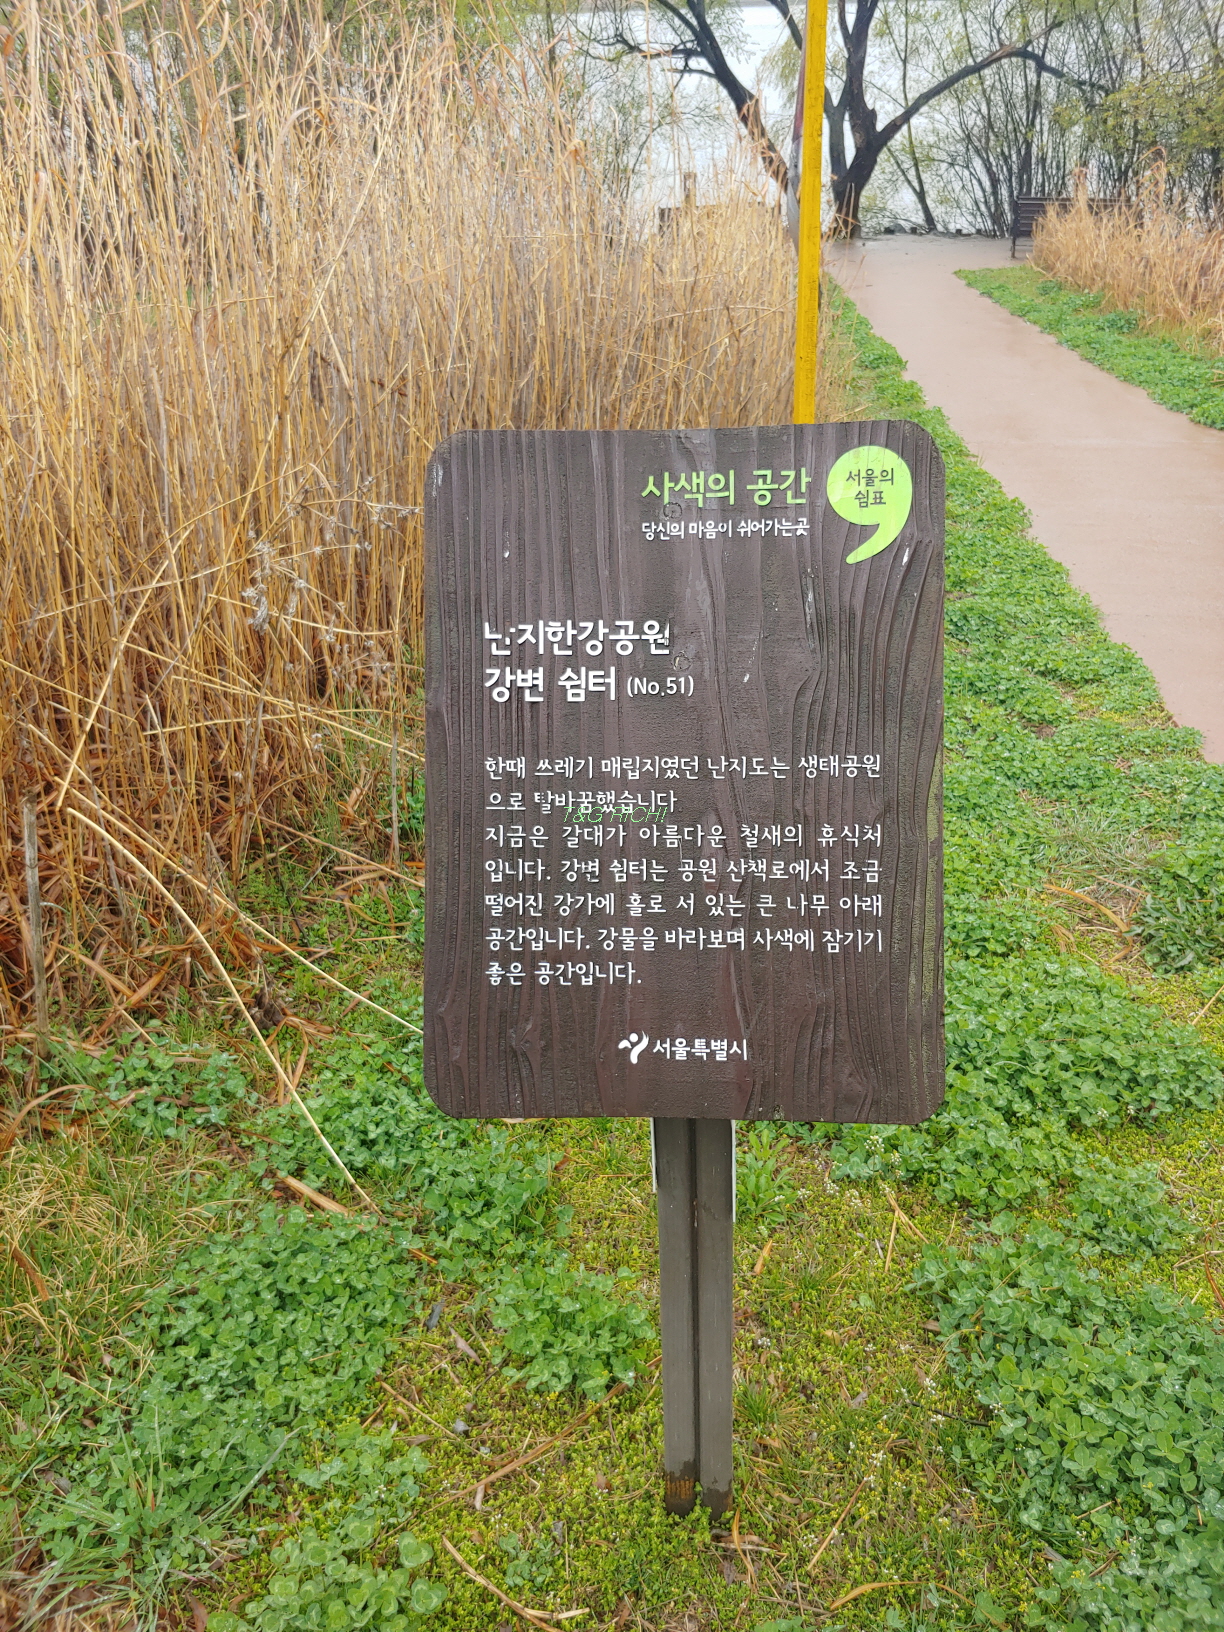 사색의 공간
당신의 마음이 쉬어가는곳
서울의
쉼표
난지한강공원
강변 쉼터 (No.51)
한때 쓰레기 매립지였던 난지도는 생태공원
으로 탈바꿈했습니다
T&G RICH!
지금은 갈대가 아름다운 철새의 휴식처
입니다. 강변 쉼터는 공원 산책로에서 조금
떨어진 강가에 홀로 서 있는 큰 나무 아래
공간입니다. 강물을 바라보며 사색에 잠기기
좋은 공간입니다.
서울특별시